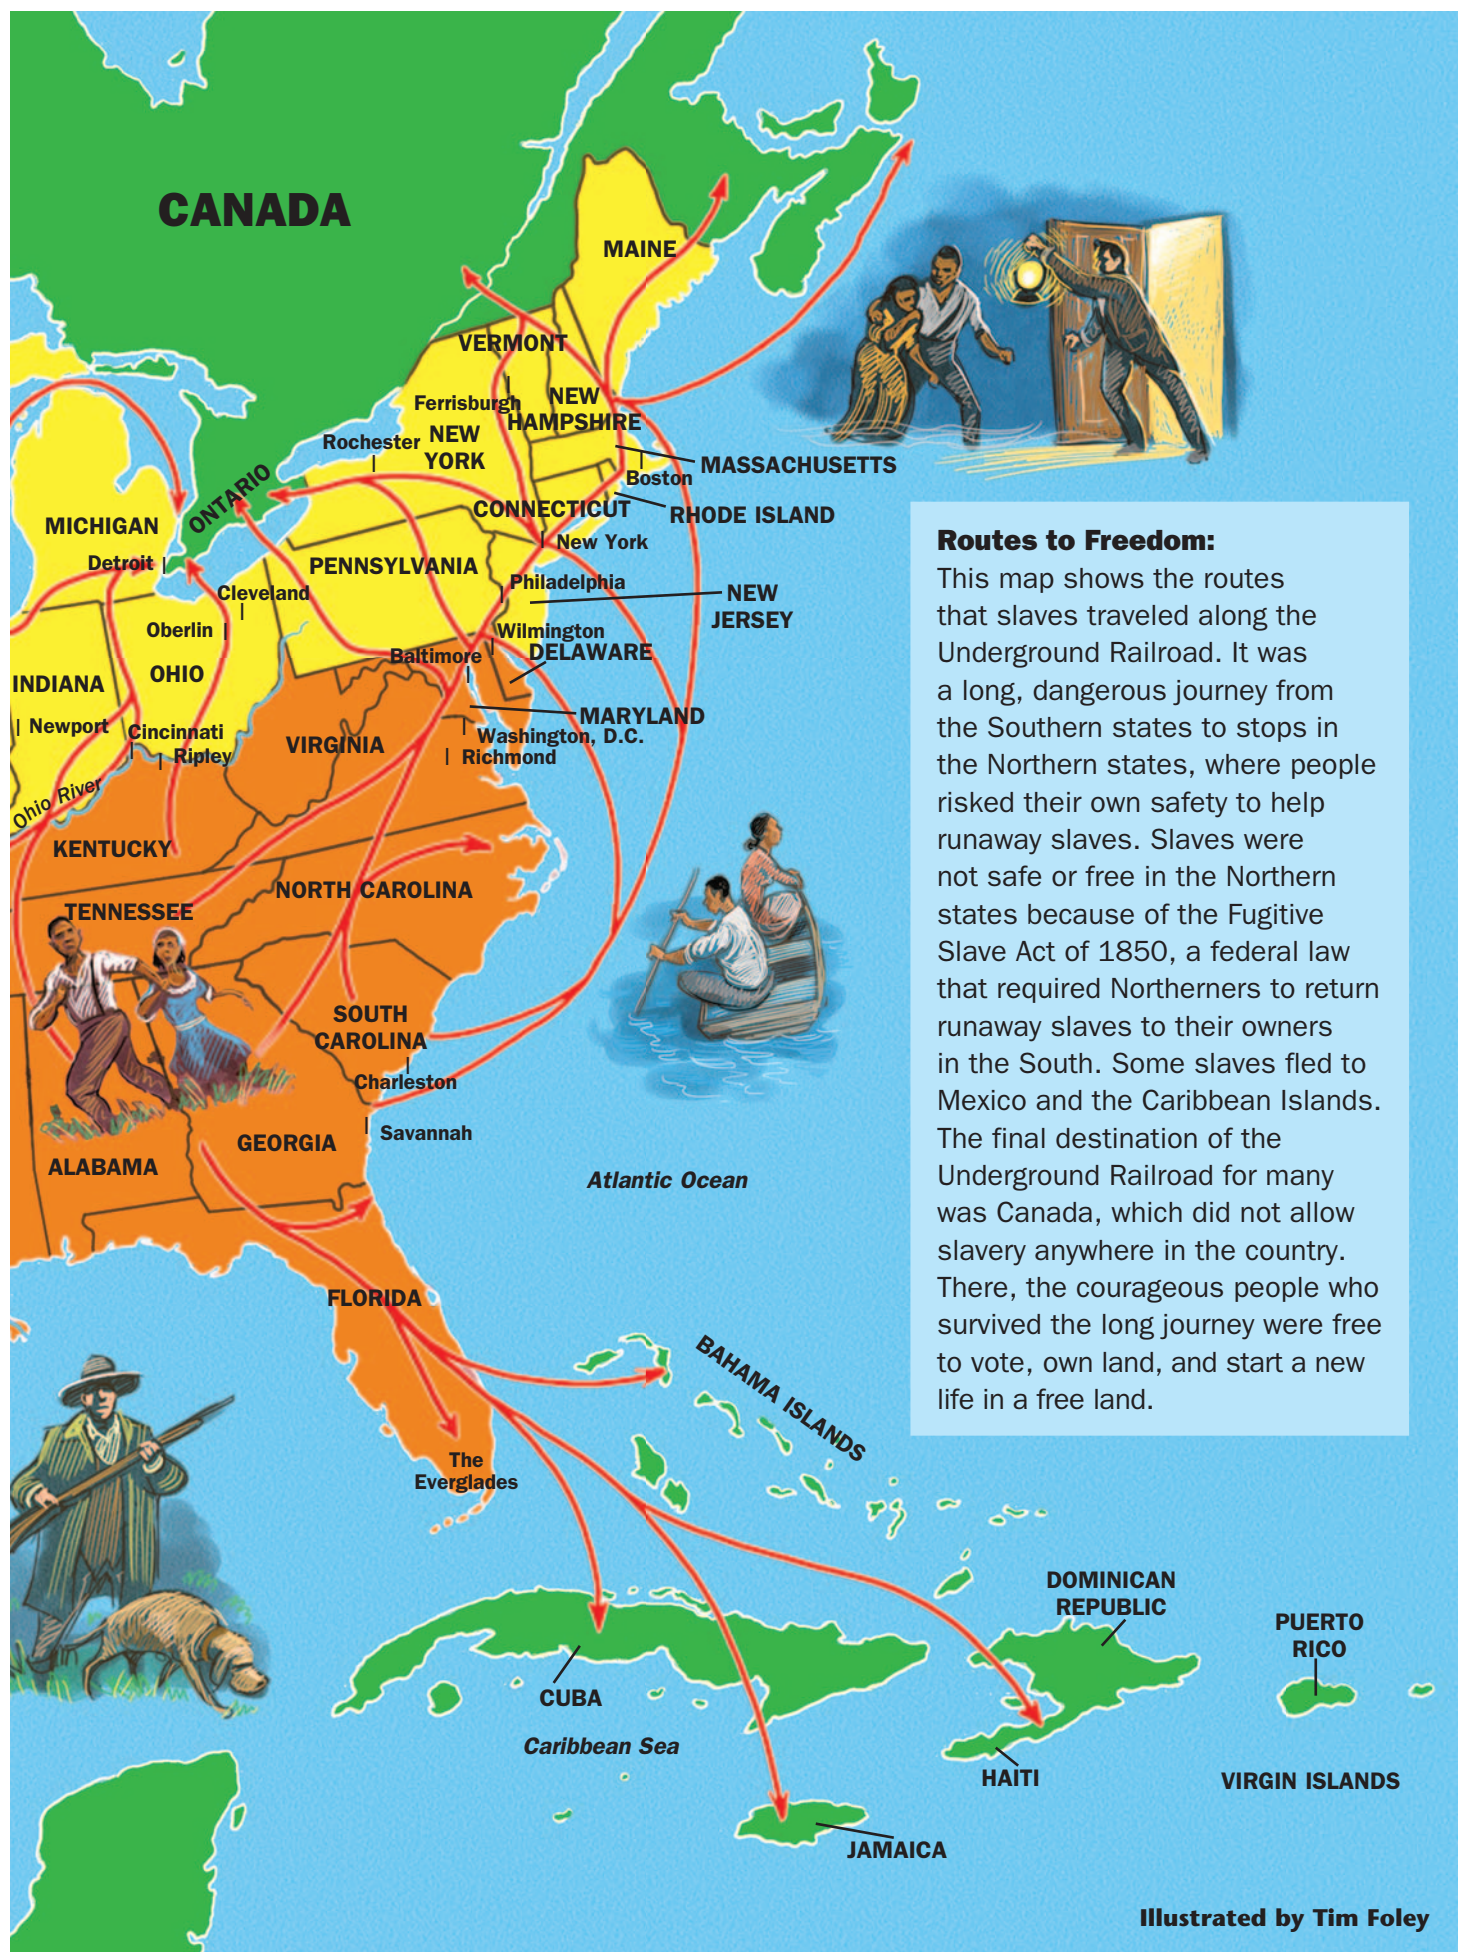 CANADA
MAINE
VERMONT
Ferrisburgh
NEW
HAMPSHIRE
Rochester
NEW
YORK
MASSACHUSETTS
Boston
ONTARIO
CONNECTICUT
RHODE ISLAND
MICHIGAN
New York
Detroit
PENNSYLVANIA
Philadelphia
Cleveland
NEW
JERSEY
Oberlin
Wilmington
Baltimore
DELAWARE
OHIO
INDIANA
MARYLAND
Newport
Cincinnati
Washington, D.C.
VIRGINIA
Ripley
Richmond
Ohio River
KENTUCKY
NORTH CAROLINA
TENNESSEE
SOUTH
CAROLINA
Charleston
Savannah
GEORGIA
ALABAMA
Atlantic Ocean
FLORIDA
BAHAMA ISLANDS
The
Everglades
DOMINICAN
REPUBLIC
PUERTO
RICO
CUBA
Caribbean Sea
HAITI
VIRGIN ISLANDS
JAMAICA
Routes to Freedom:
This map shows the routes
that slaves traveled along the
Underground Railroad. It was
a long, dangerous journey from
the Southern states to stops in
the Northern states, where people
risked their own safety to help
runaway slaves. Slaves were
not safe or free in the Northern
states because of the Fugitive
Slave Act of 1850, a federal law
that required Northerners to return
runaway slaves to their owners
in the South. Some slaves fled to
Mexico and the Caribbean Islands.
The final destination of the
Underground Railroad for many
was Canada, which did not allow
slavery anywhere in the country.
There, the courageous people who
survived the long journey were free
to vote, own land, and start a new
life in a free land.
Illustrated by Tim Foley